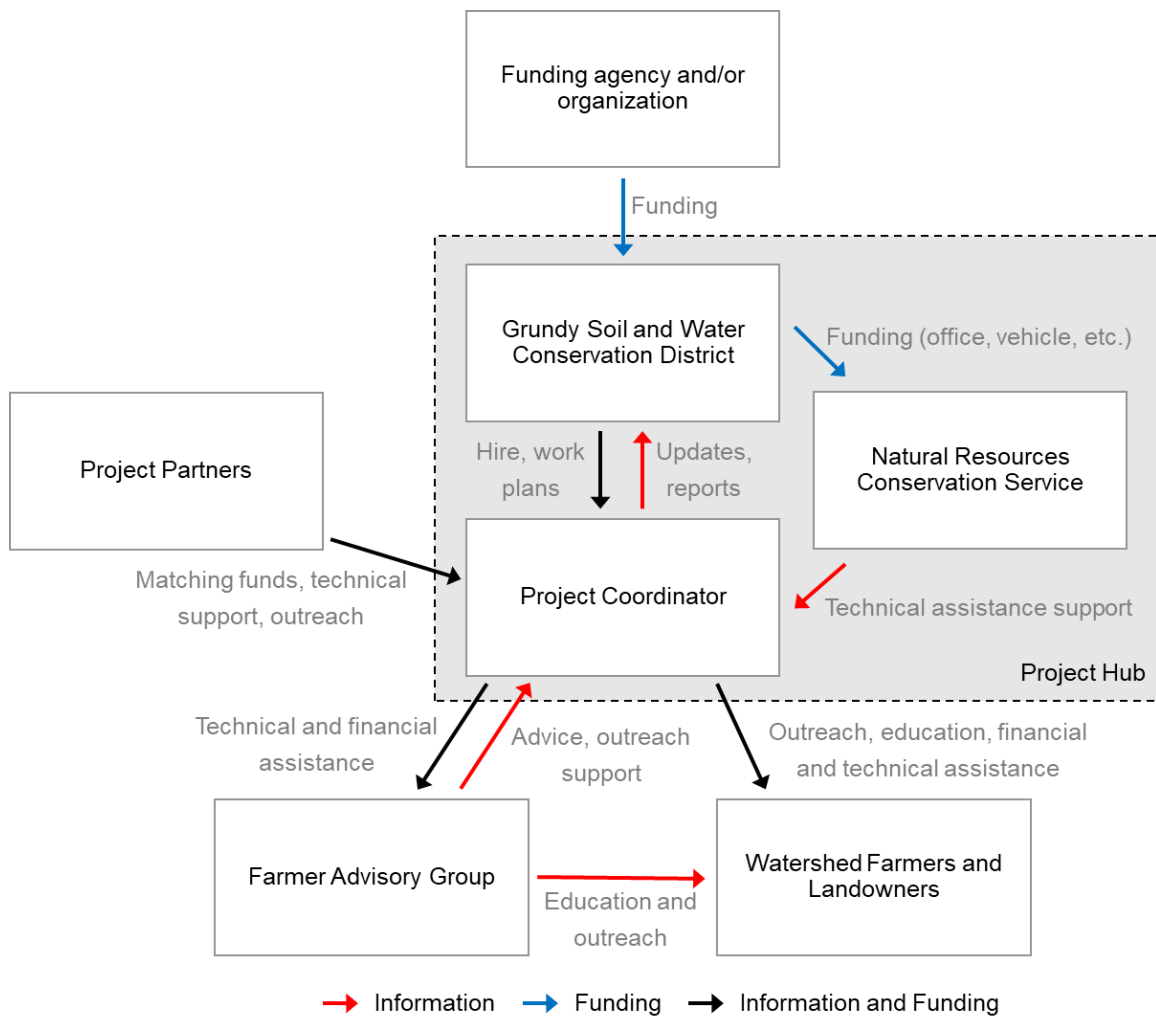 Funding agency and/or
organization
Funding
Grundy Soil and Water
Conservation District
Funding (office, vehicle, etc.)
Project Partners
Natural Resources
Conservation Service
Hire, work
plans
Updates,
reports
Matching funds, technical
support, outreach
Project Coordinator
Technical assistance support
Project Hub
Technical and financial
assistance
Advice, outreach
support
Outreach, education, financial
and technical assistance
Farmer Advisory Group
Education and
outreach
Watershed Farmers and
Landowners
Information
Funding
Information and Funding